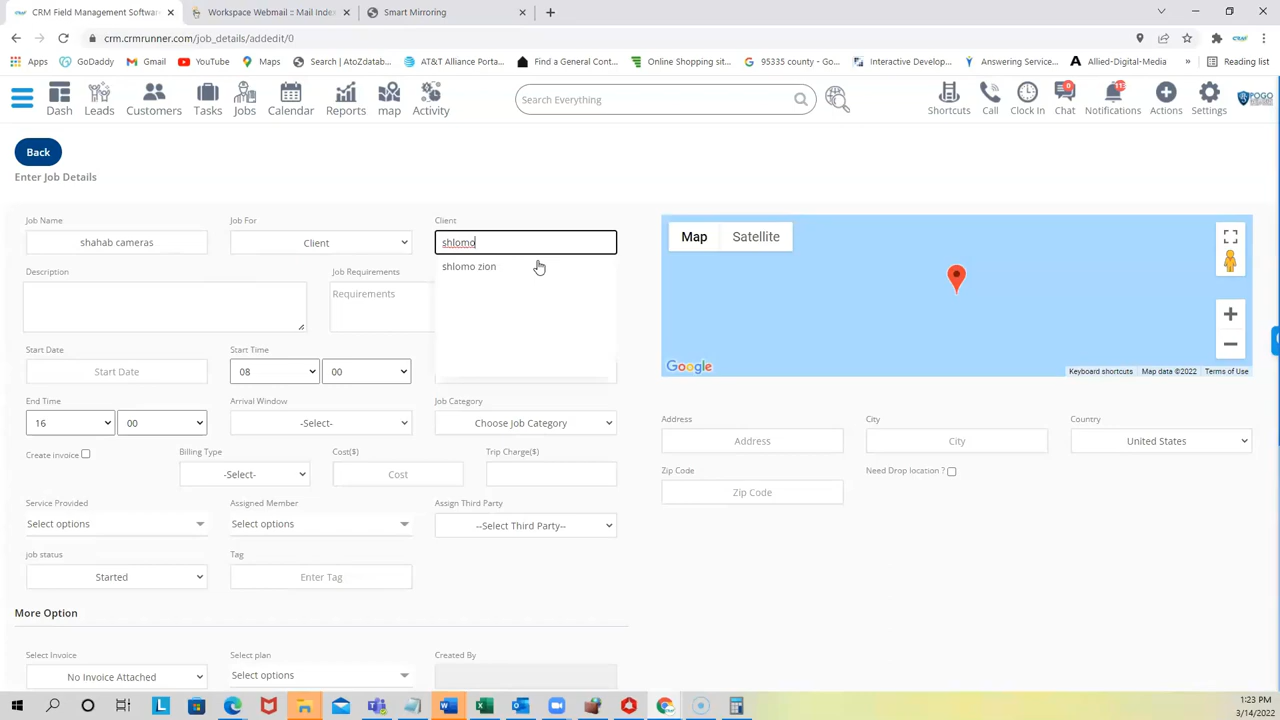 CRM Field Management Softwar
Workspace Webmail :: Mail Index
Smart Mirroring
crm.crmrunner.com/job_details/addedit/0
Apps GoDaddy Gmail YouTube Maps Search | AtoZdatab... AT&T Alliance Porta... Find a General Cont... Online Shopping sit... 95335 county - Goo... Interactive Develop... Answering Service... Allied-Digital-Media » Reading list
Dash Leads Customers Tasks Jobs Calendar Reports map Activity
Search Everything
Shortcuts Call Clock In Chat Notifications Actions Settings
0
POGO
Back
Enter Job Details
Job Name Job For Client
shahab cameras Client shlomo
shlomo zion
Description Job Requirements
Requirements
Start Date Start Time
Start Date 08 00
End Time Arrival Window Job Category
16 00 -Select- Choose Job Category
Create invoice Billing Type Cost($) Trip Charge($)
-Select- Cost
Service Provided Assigned Member Assign Third Party
Select options Select options --Select Third Party--
job status Tag
Started Enter Tag
More Option
Select Invoice Select plan Created By
No Invoice Attached Select options
Map Satellite
Google
Keyboard shortcuts Map data ©2022 Terms of Use
Address City Country
Address City United States
Zip Code Need Drop location ?
Zip Code
1:23 PM
3/14/2022